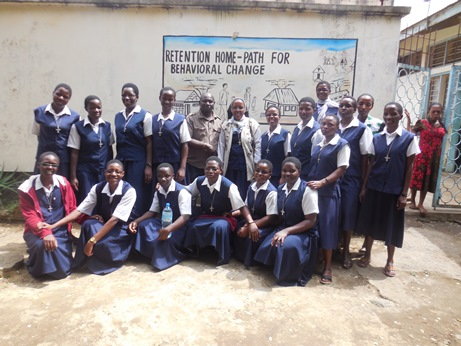 RETENTION HOME-PATH FOR
BEHAVIORAL CHANGE